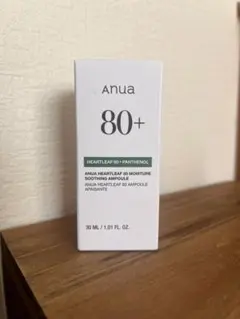 Anua
80+
HEARTLEAF 80 + PANTHENOL
ANUA HEARTLEAF 80 MOISTURE
SOOTHING AMPOULE
ANUA HEARTLEAF 80 AMPOULE
APAISANTE
30 ML / 1.01 FL. OZ.